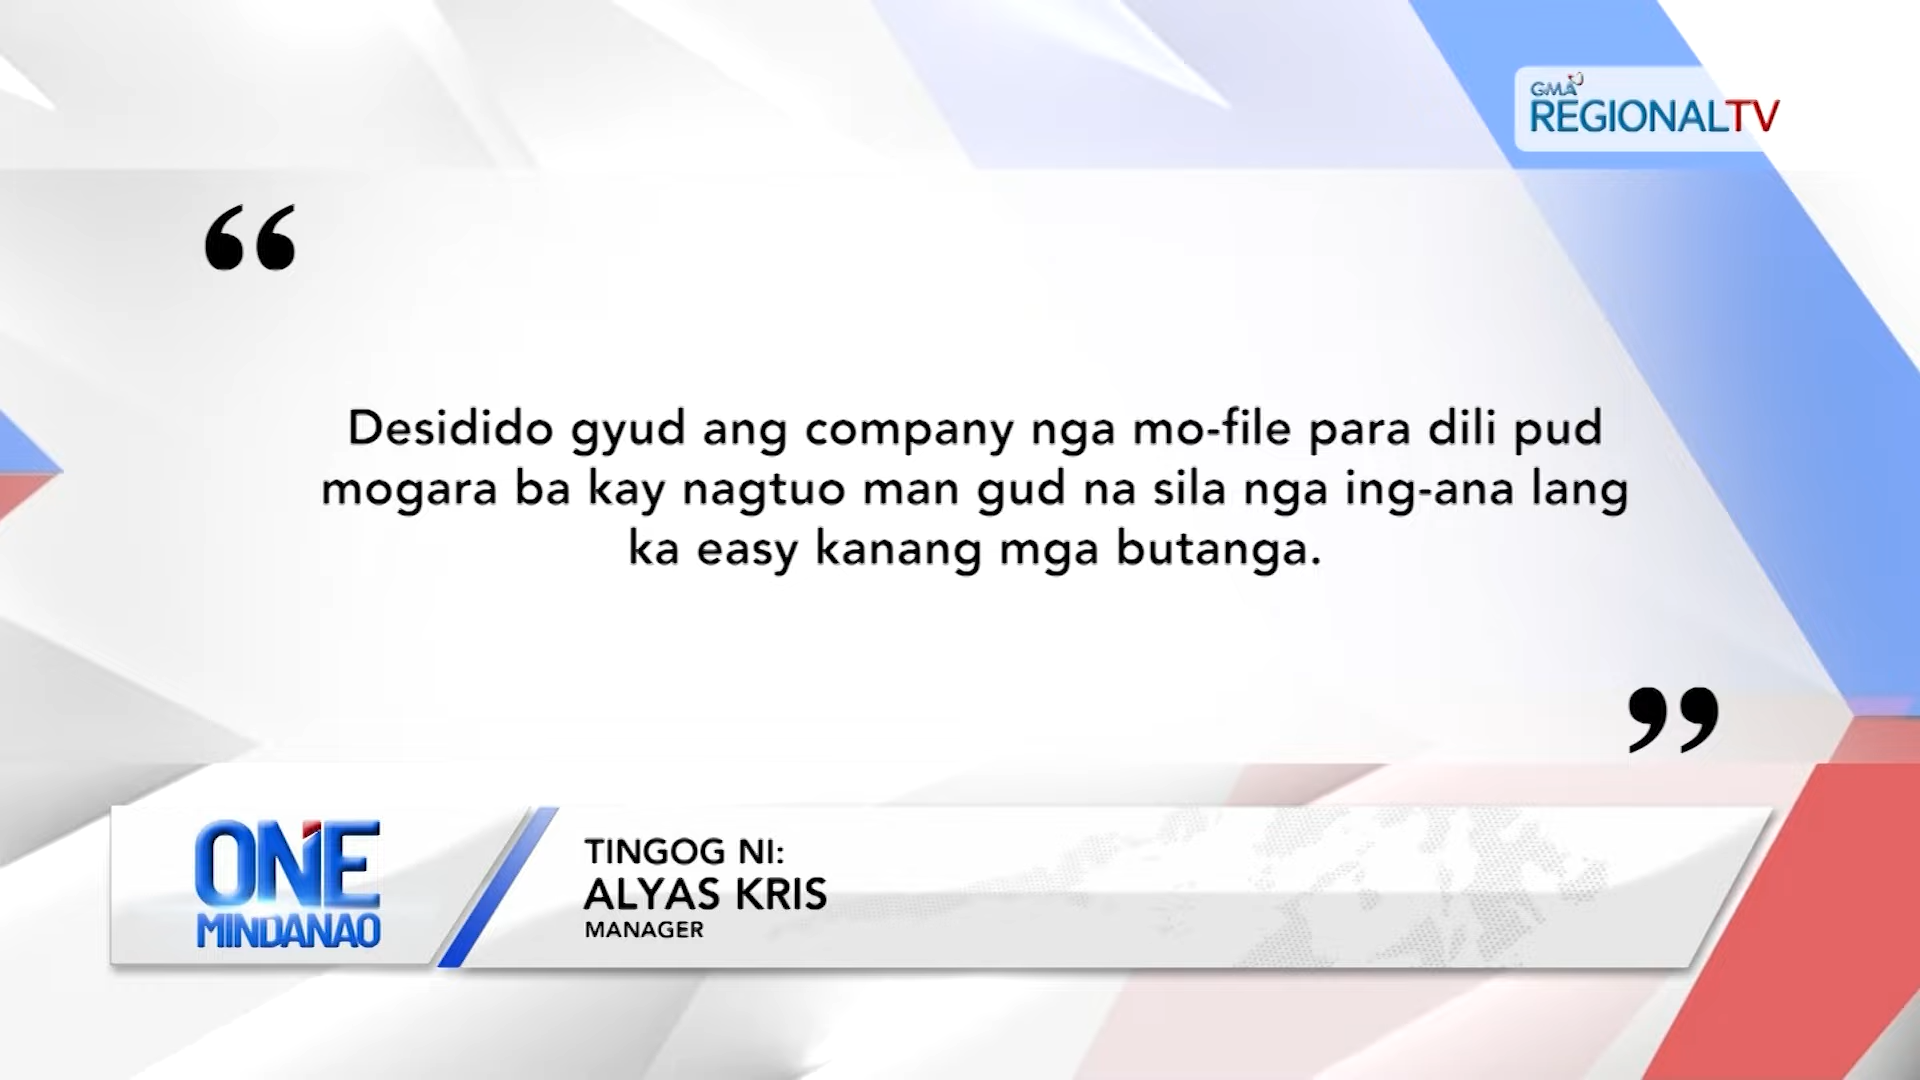 GMA
REGIONALTV
“
Desidido gyud ang company nga mo-file para dili pud
mogara ba kay nagtuo man gud na sila nga ing-ana lang
ka easy kanang mga butanga.
”
ONE
MINDANAO
TINGOG NI:
ALYAS KRIS
MANAGER